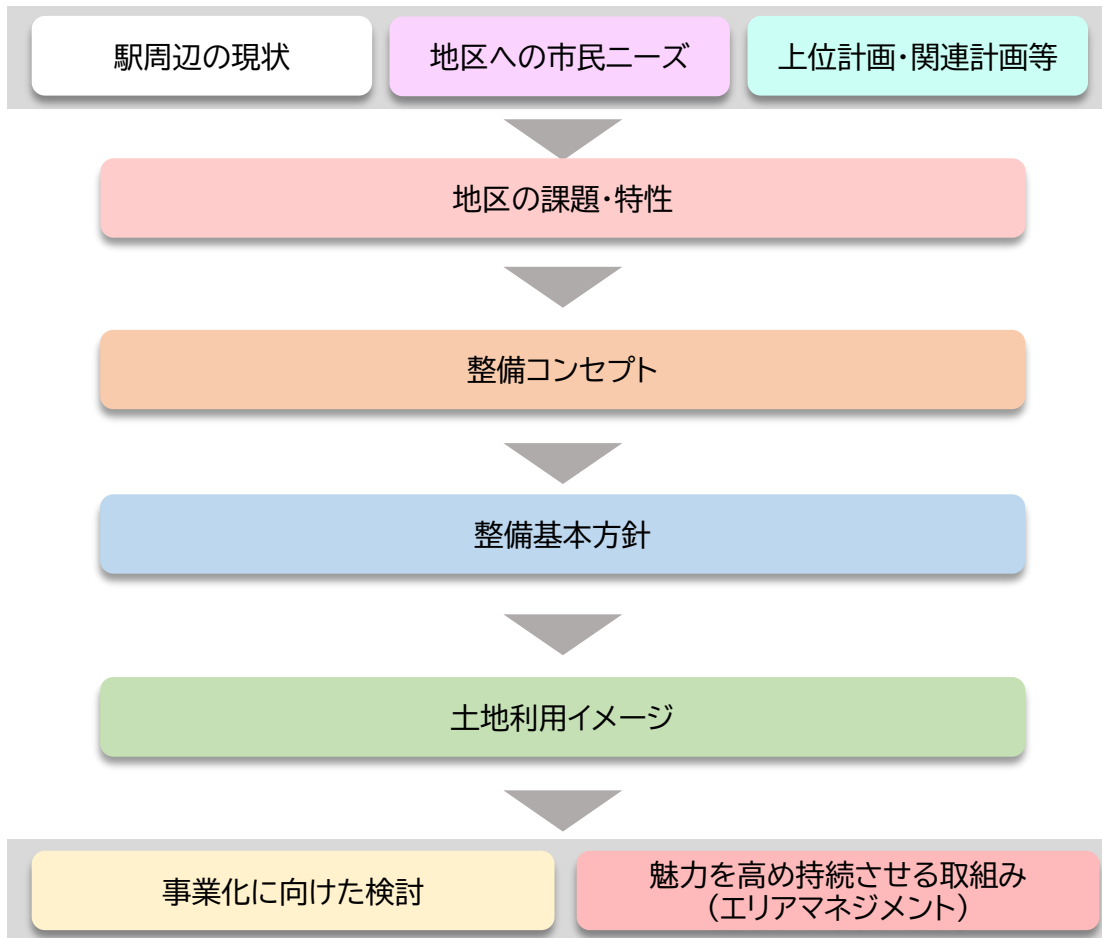 駅周辺の現状
地区への市民ニーズ
上位計画・関連計画等
地区の課題・特性
整備コンセプト
整備基本方針
土地利用イメージ
事業化に向けた検討
魅力を高め持続させる取組み
（エリアマネジメント）